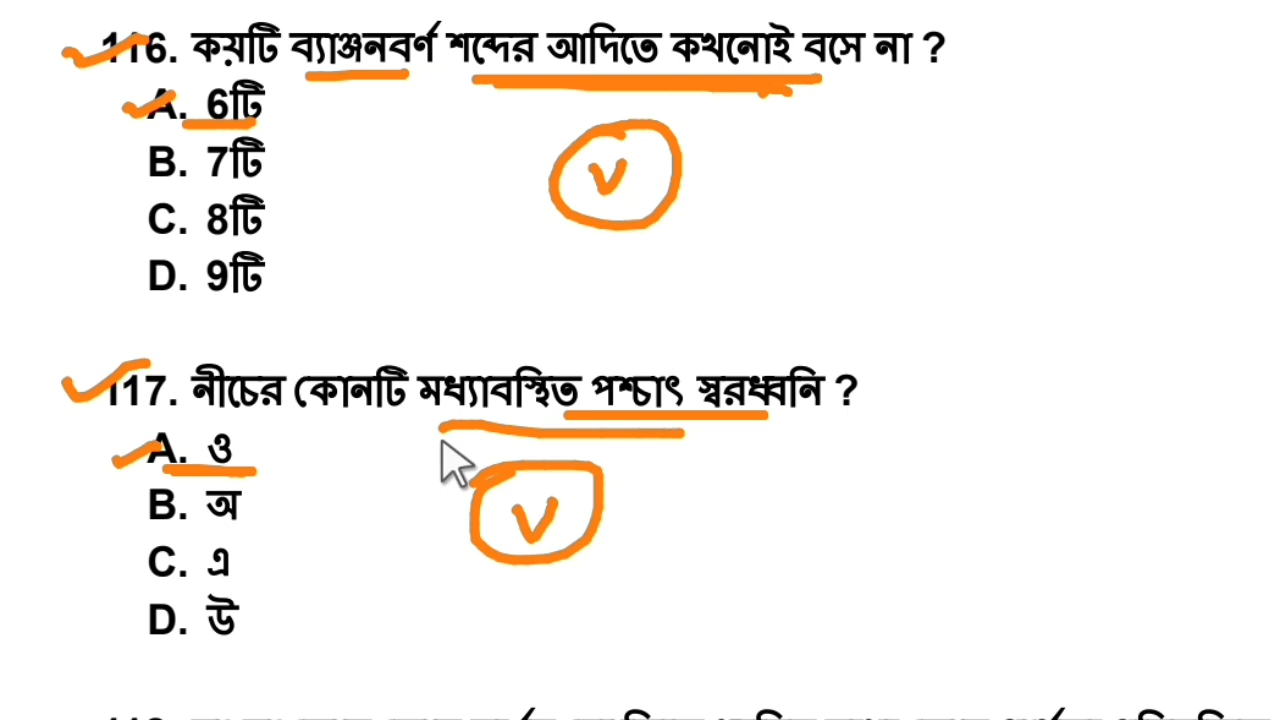 116. কয়টি ব্যাঞ্জনবর্ণ শব্দের আদিতে কখনোই বসে না ?
A. 6টি
B. 7টি
C. 8টি
D. 9টি
117. নীচের কোনটি মধ্যাবস্থিত পশ্চাৎ স্বরধ্বনি ?
A. ও
B. অ
C. এ
D. উ